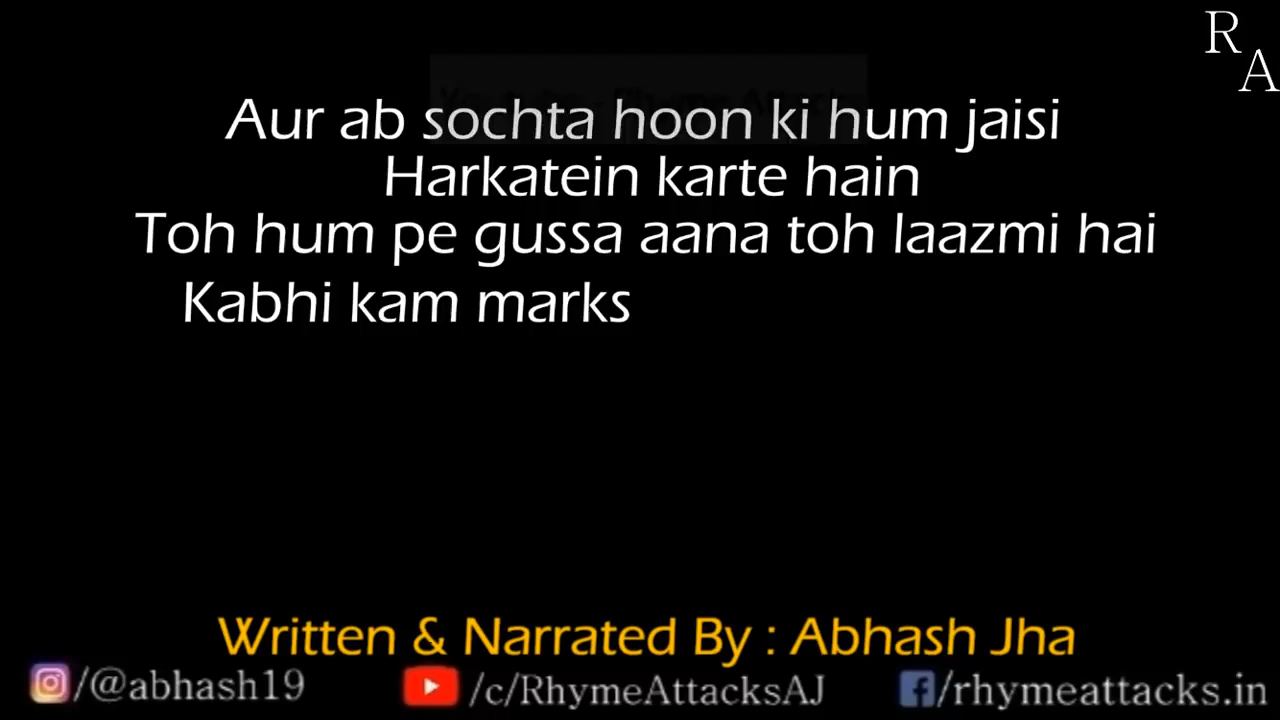 R
A
Aur ab sochta hoon ki hum jaisi
Harkatein karte hain
Toh hum pe gussa aana toh laazmi hai
Kabhi kam marks
Written & Narrated By : Abhash Jha
/@abhash19
/c/RhymeAttacksAJ
/rhymeattacks.in